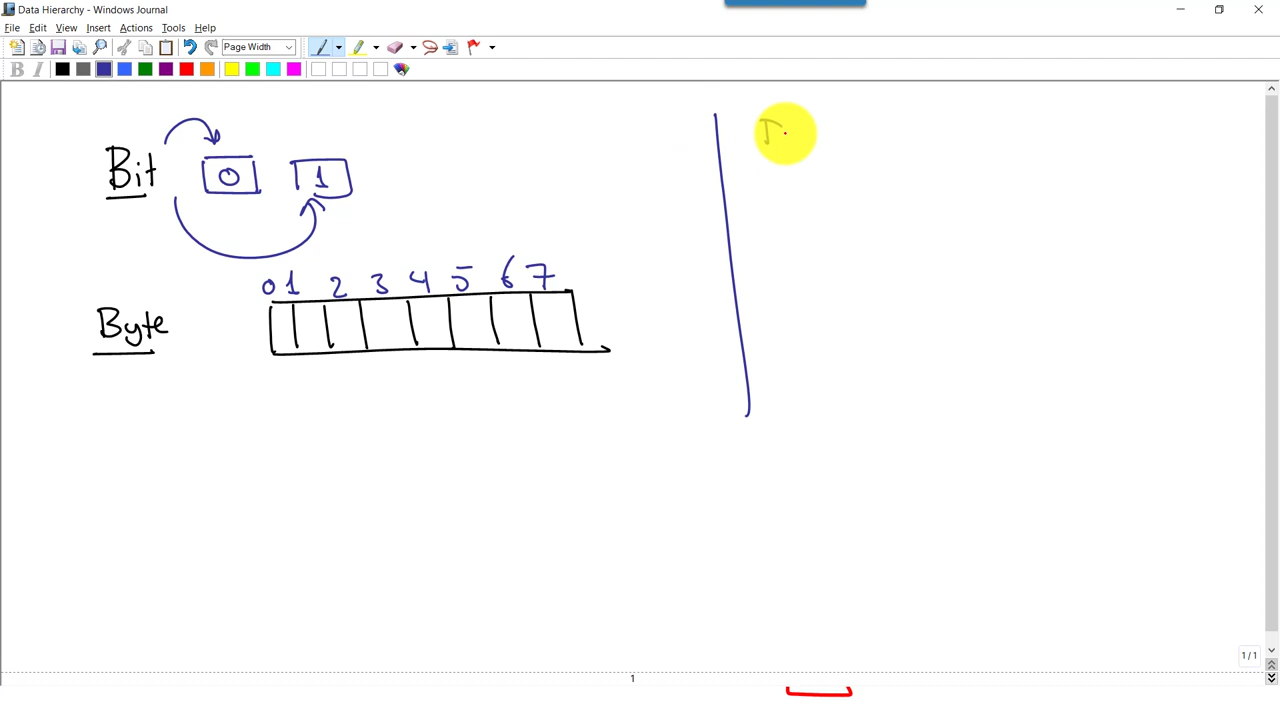 Data Hierarchy - Windows Journal
File Edit View Insert Actions Tools Help
Page Width
B I
Bit 0 1
0 1 2 3 4 5 6 7
Byte
1 / 1
1